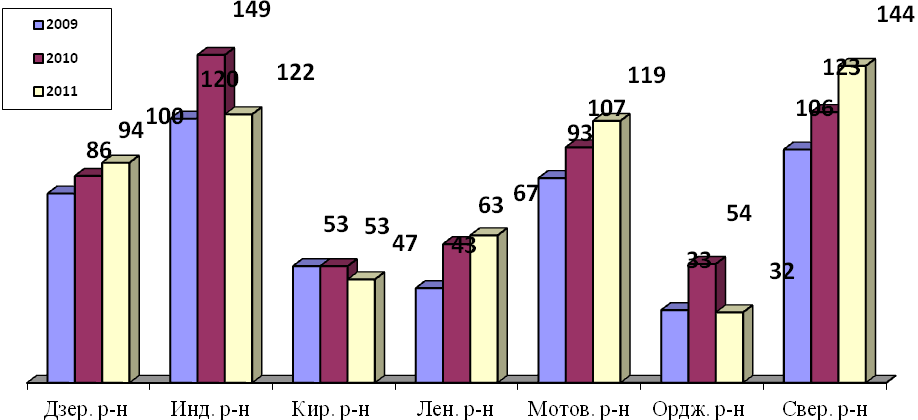 2009
2010
2011
86 94 100
120 149 122
53 53 47
43 63 67
93 107 119
33 54 32
106 123 144
Дзер. р-н Инд. р-н Кир. р-н Лен. р-н Мотов. р-н Ордж. р-н Свер. р-н